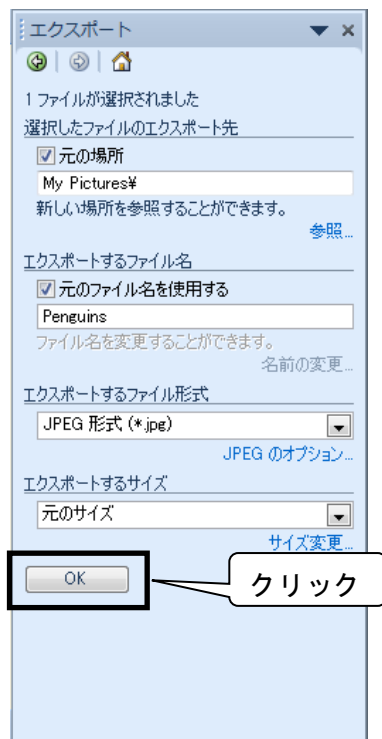 エクスポート
1 ファイルが選択されました
選択したファイルのエクスポート先
元の場所
My Pictures¥
新しい場所を参照することができます。
参照...
エクスポートするファイル名
元のファイル名を使用する
Penguins
ファイル名を変更することができます。
名前の変更...
エクスポートするファイル形式
JPEG 形式 (*.jpg)
JPEG のオプション...
エクスポートするサイズ
元のサイズ
サイズ変更...
OK
クリック